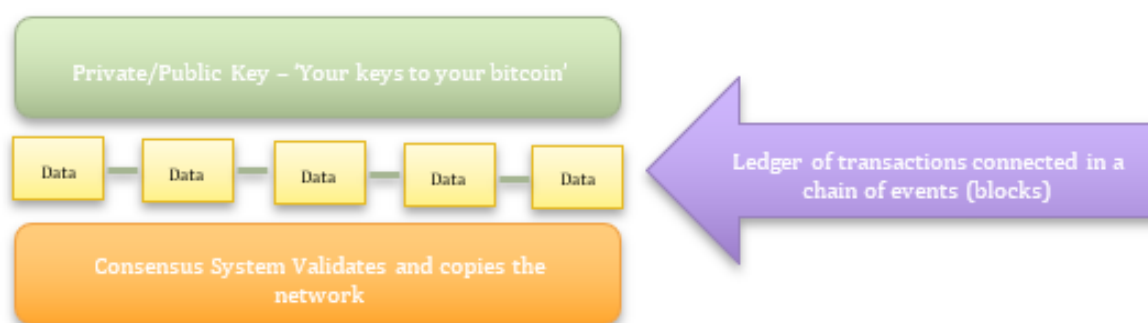 Private/Public Key – ‘Your keys to your bitcoin’
Data Data Data Data Data
Ledger of transactions connected in a
chain of events (blocks)
Consensus System Validates and copies the
network